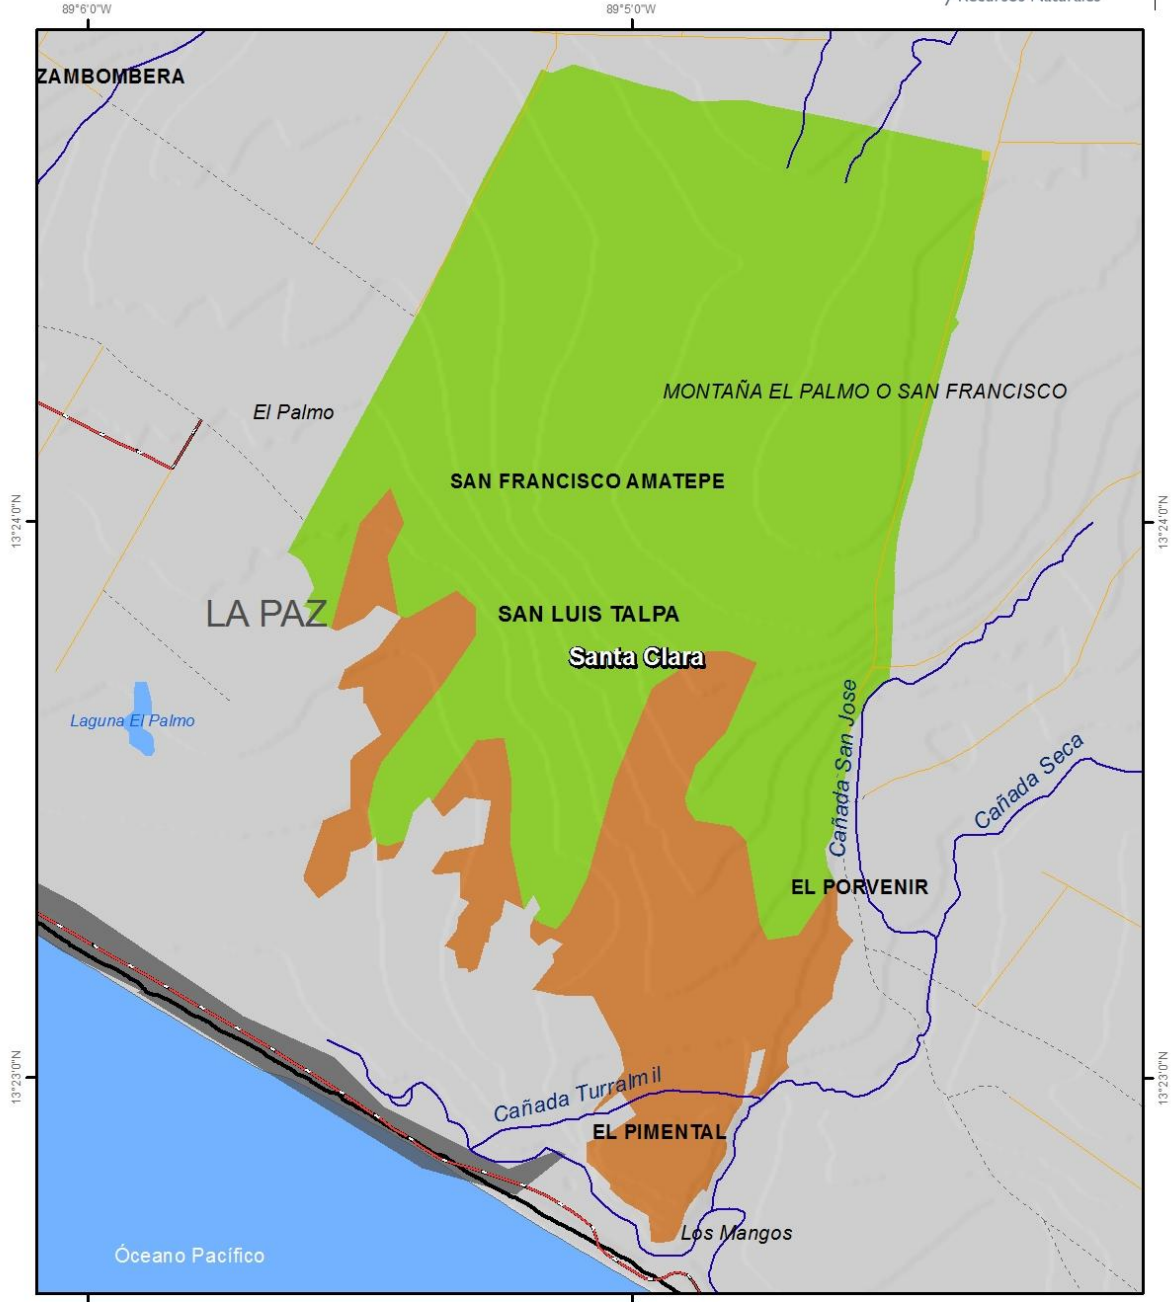 y Recursos Naturales
89°6'0"W
89°5'0"W
ZAMBOMBERA
MONTAÑA EL PALMO O SAN FRANCISCO
El Palmo
SAN FRANCISCO AMATEPE
13°24'0"N
13°24'0"N
LA PAZ
SAN LUIS TALPA
Santa Clara
Laguna El Palmo
Cañada San Jose
Cañada Seca
EL PORVENIR
13°23'0"N
13°23'0"N
Cañada Turralmil
EL PIMENTAL
Los Mangos
Óceano Pacífico